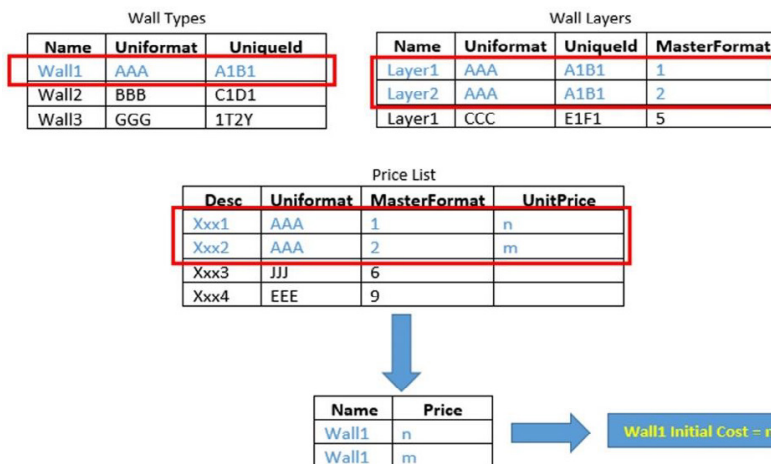 Wall Types
Name Uniformat UniqueId
Wall1 AAA A1B1
Wall2 BBB C1D1
Wall3 GGG 1T2Y
Wall Layers
Name Uniformat UniqueId MasterFormat
Layer1 AAA A1B1 1
Layer2 AAA A1B1 2
Layer1 CCC E1F1 5
Price List
Desc Uniformat MasterFormat UnitPrice
Xxx1 AAA 1 n
Xxx2 AAA 2 m
Xxx3 JJJ 6
Xxx4 EEE 9
Name Price
Wall1 n
Wall1 m
Wall1 Initial Cost =